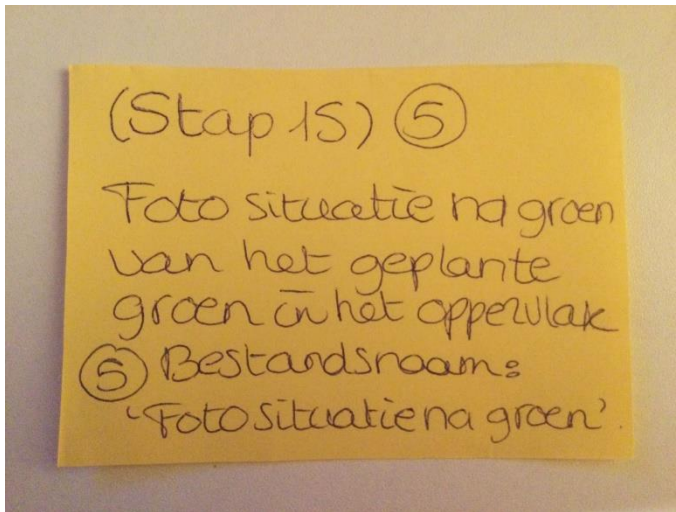 (Stap 15) ⑤
Foto situatie na groen
van het geplante
groen in het oppervlak
⑤ Bestandsnaam:
'Foto situatie na groen'.